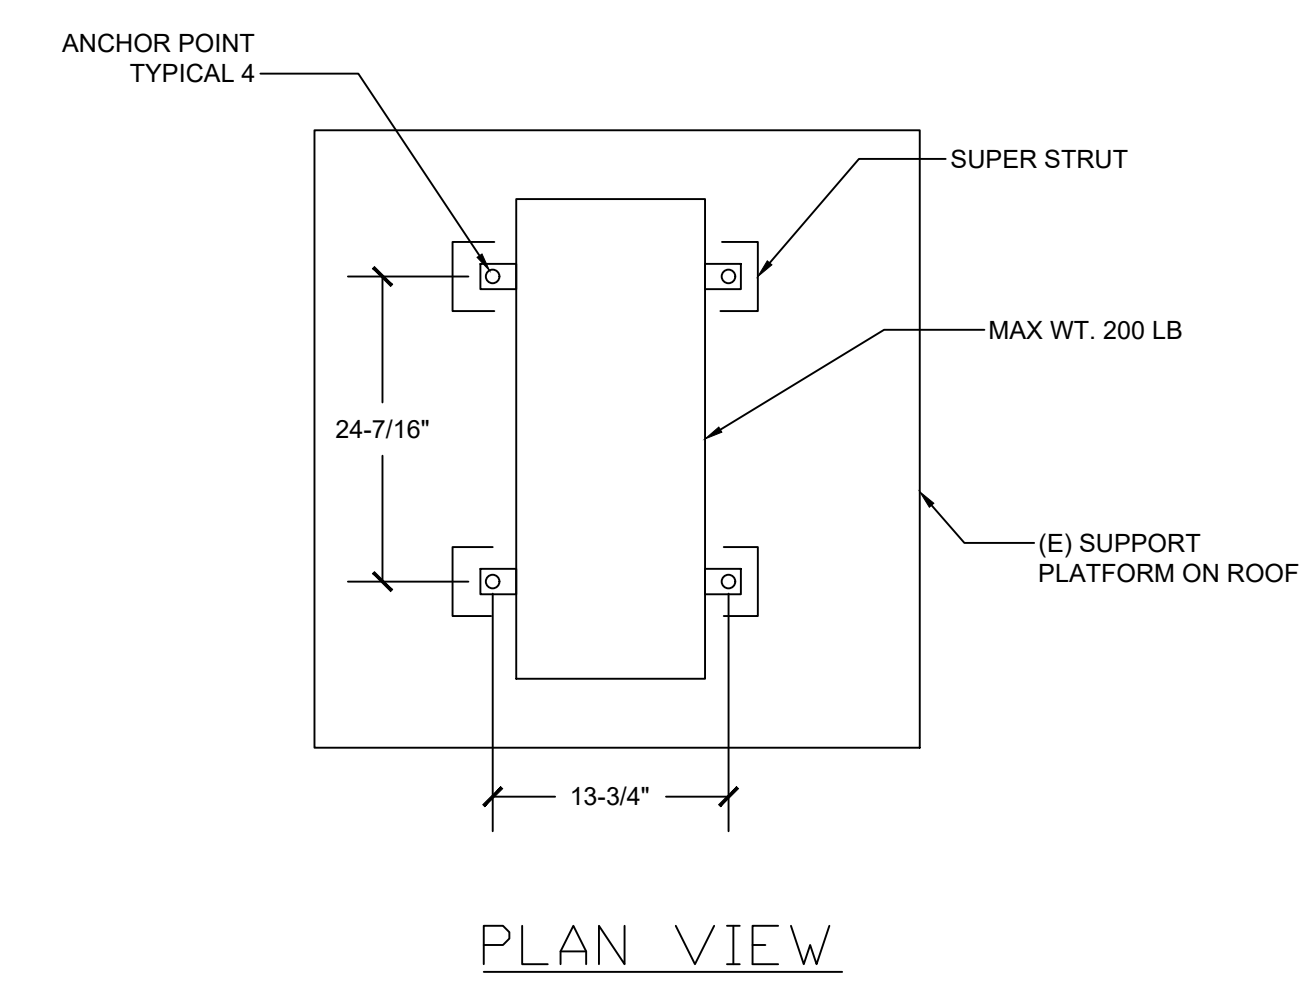 ANCHOR POINT
TYPICAL 4
SUPER STRUT
MAX WT. 200 LB
24-7/16"
(E) SUPPORT
PLATFORM ON ROOF
13-3/4"
PLAN VIEW